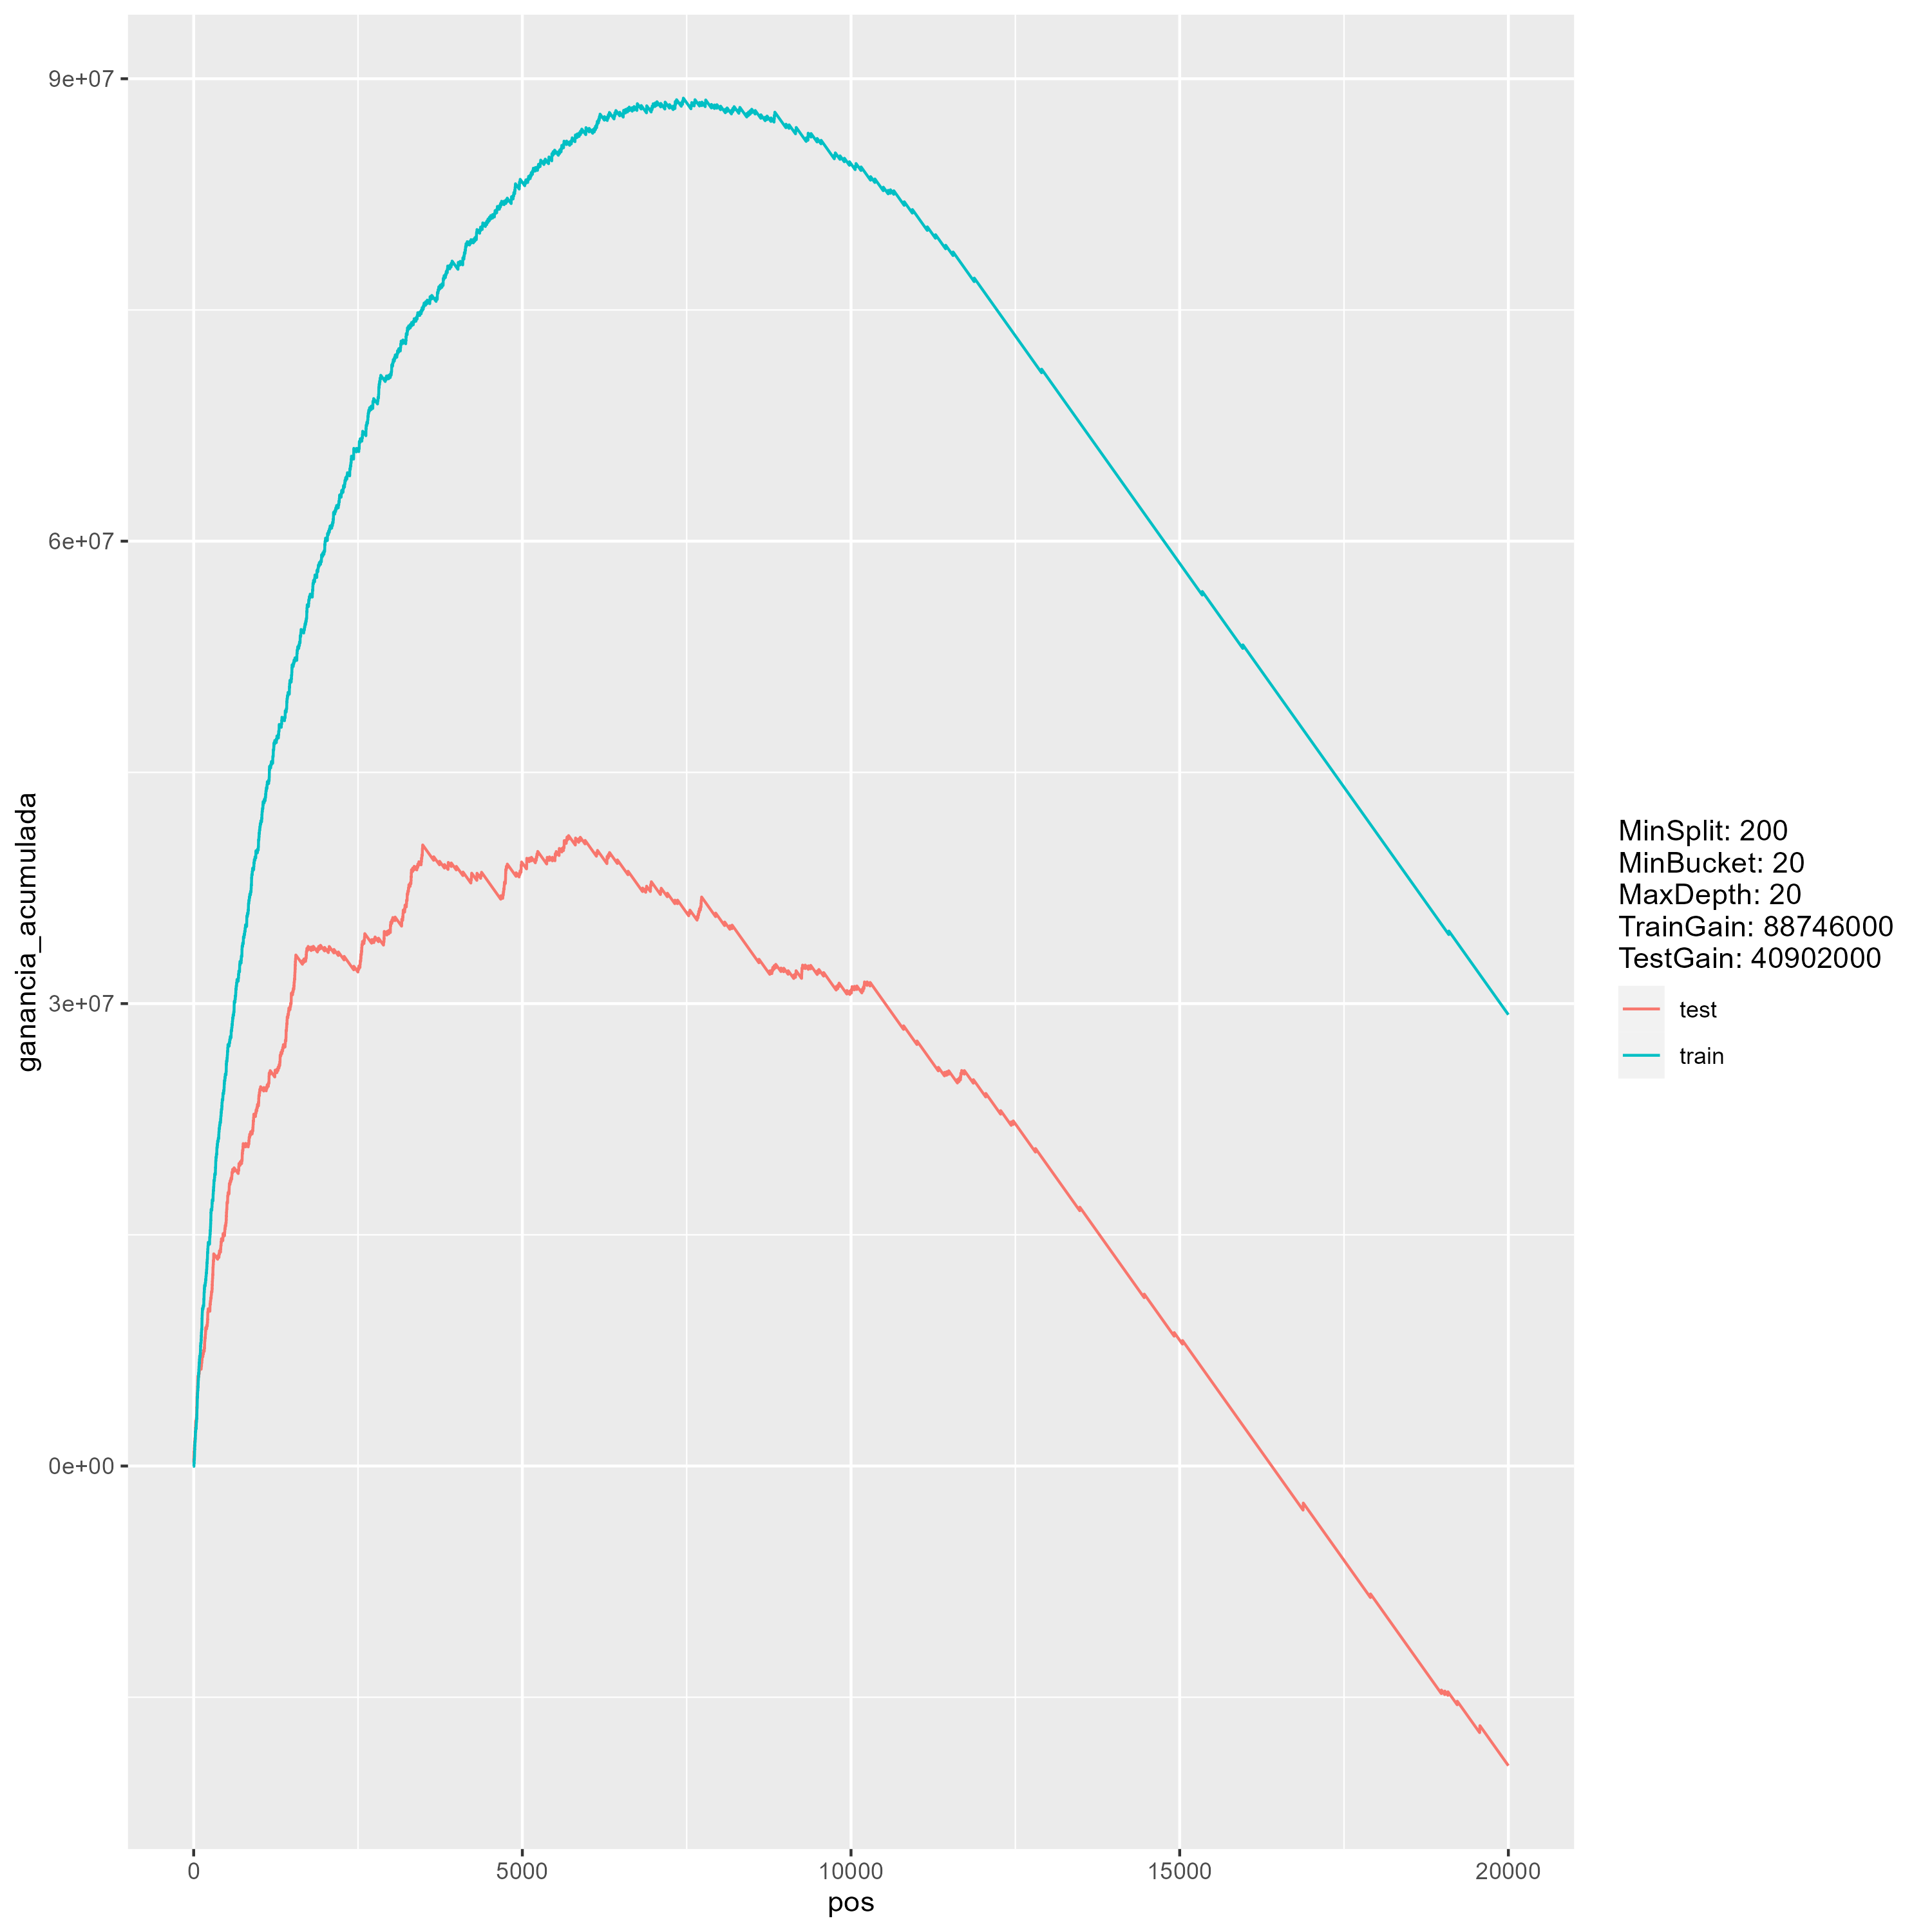 9e+07
6e+07
3e+07
0e+00
ganancia_acumulada
0
5000
10000
15000
20000
pos
MinSplit: 200
MinBucket: 20
MaxDepth: 20
TrainGain: 88746000
TestGain: 40902000
test
train